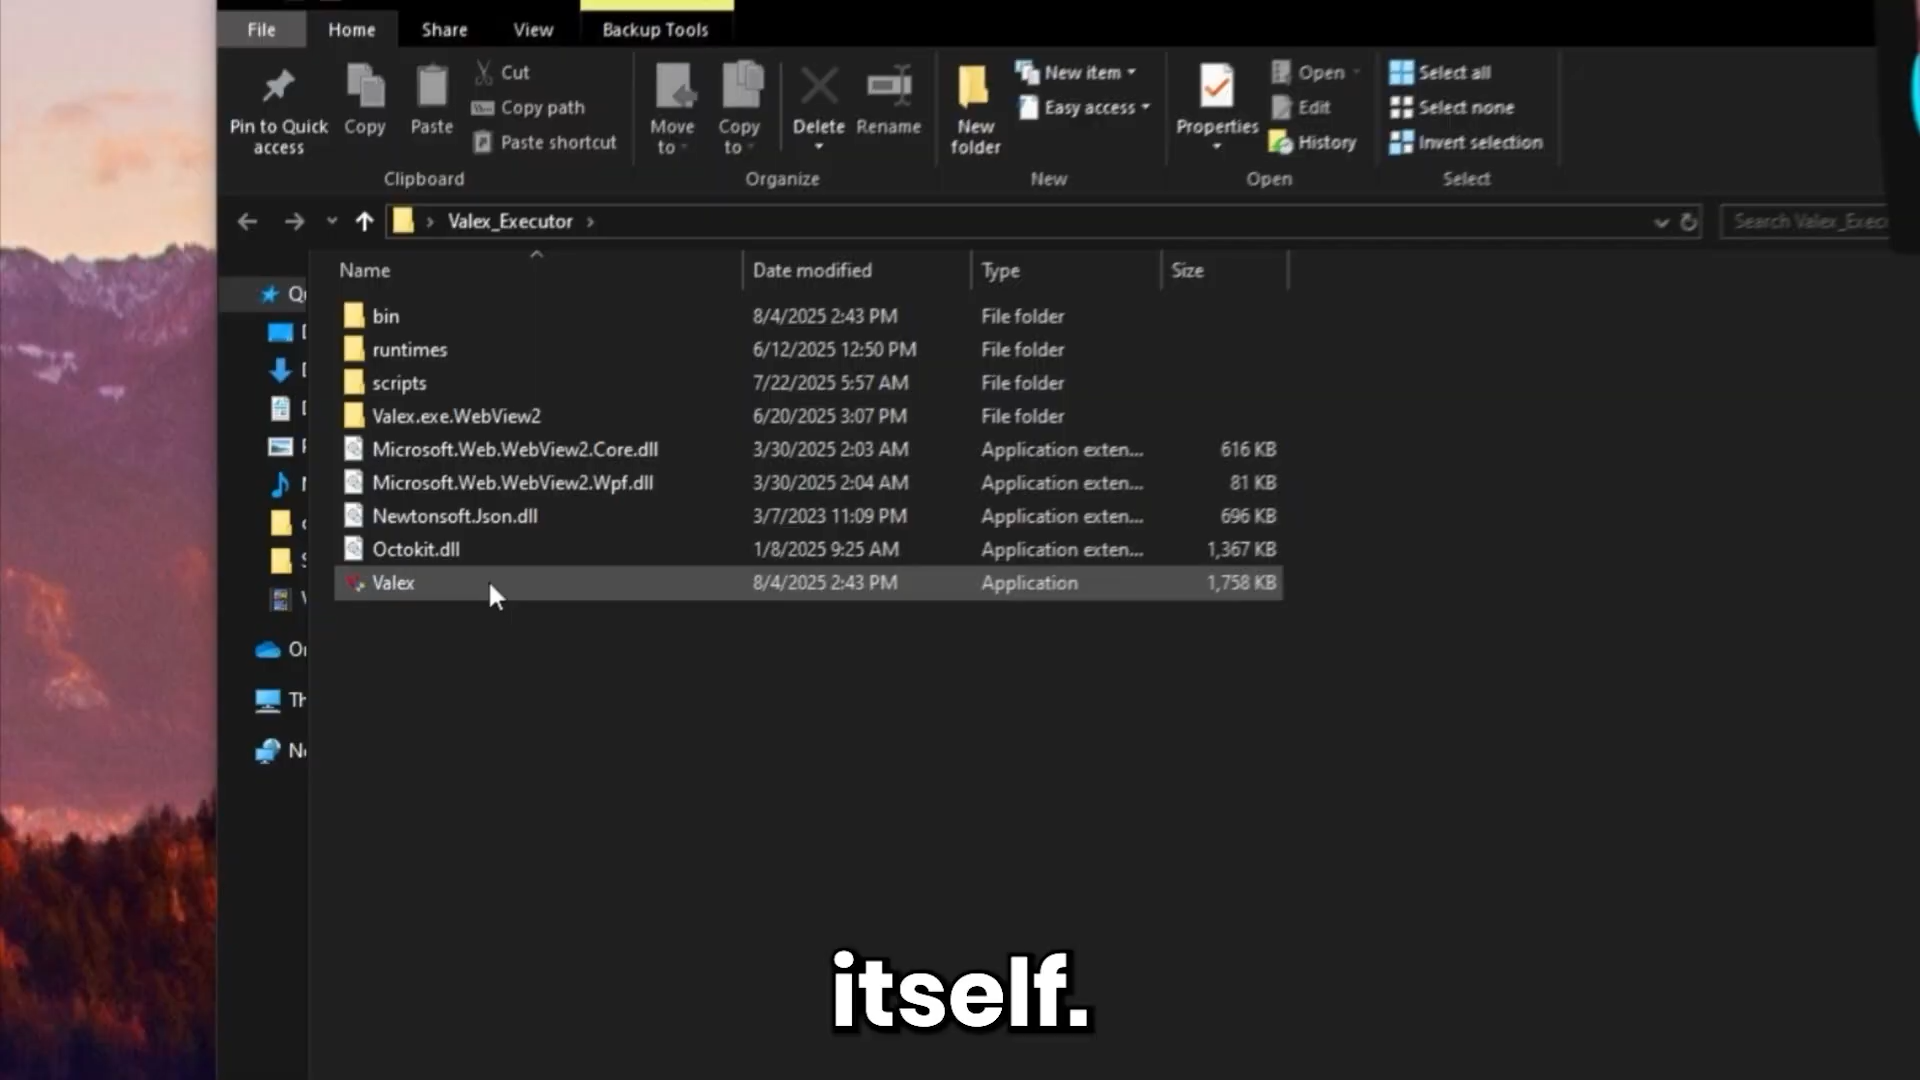 File Home Share View Backup Tools
Pin to Quick access
Copy
Paste
Cut
Copy path
Paste shortcut
Clipboard
Move to
Copy to
Delete
Rename
Organize
New folder
New item
Easy access
New
Properties
Open
Edit
History
Open
Select all
Select none
Invert selection
Select
Valex_Executor
Search Valex_Exec
Name Date modified Type Size
bin 8/4/2025 2:43 PM File folder
runtimes 6/12/2025 12:50 PM File folder
scripts 7/22/2025 5:57 AM File folder
Valex.exe.WebView2 6/20/2025 3:07 PM File folder
Microsoft.Web.WebView2.Core.dll 3/30/2025 2:03 AM Application exten... 616 KB
Microsoft.Web.WebView2.Wpf.dll 3/30/2025 2:04 AM Application exten... 81 KB
Newtonsoft.Json.dll 3/7/2023 11:09 PM Application exten... 696 KB
Octokit.dll 1/8/2025 9:25 AM Application exten... 1,367 KB
Valex 8/4/2025 2:43 PM Application 1,758 KB
itself.